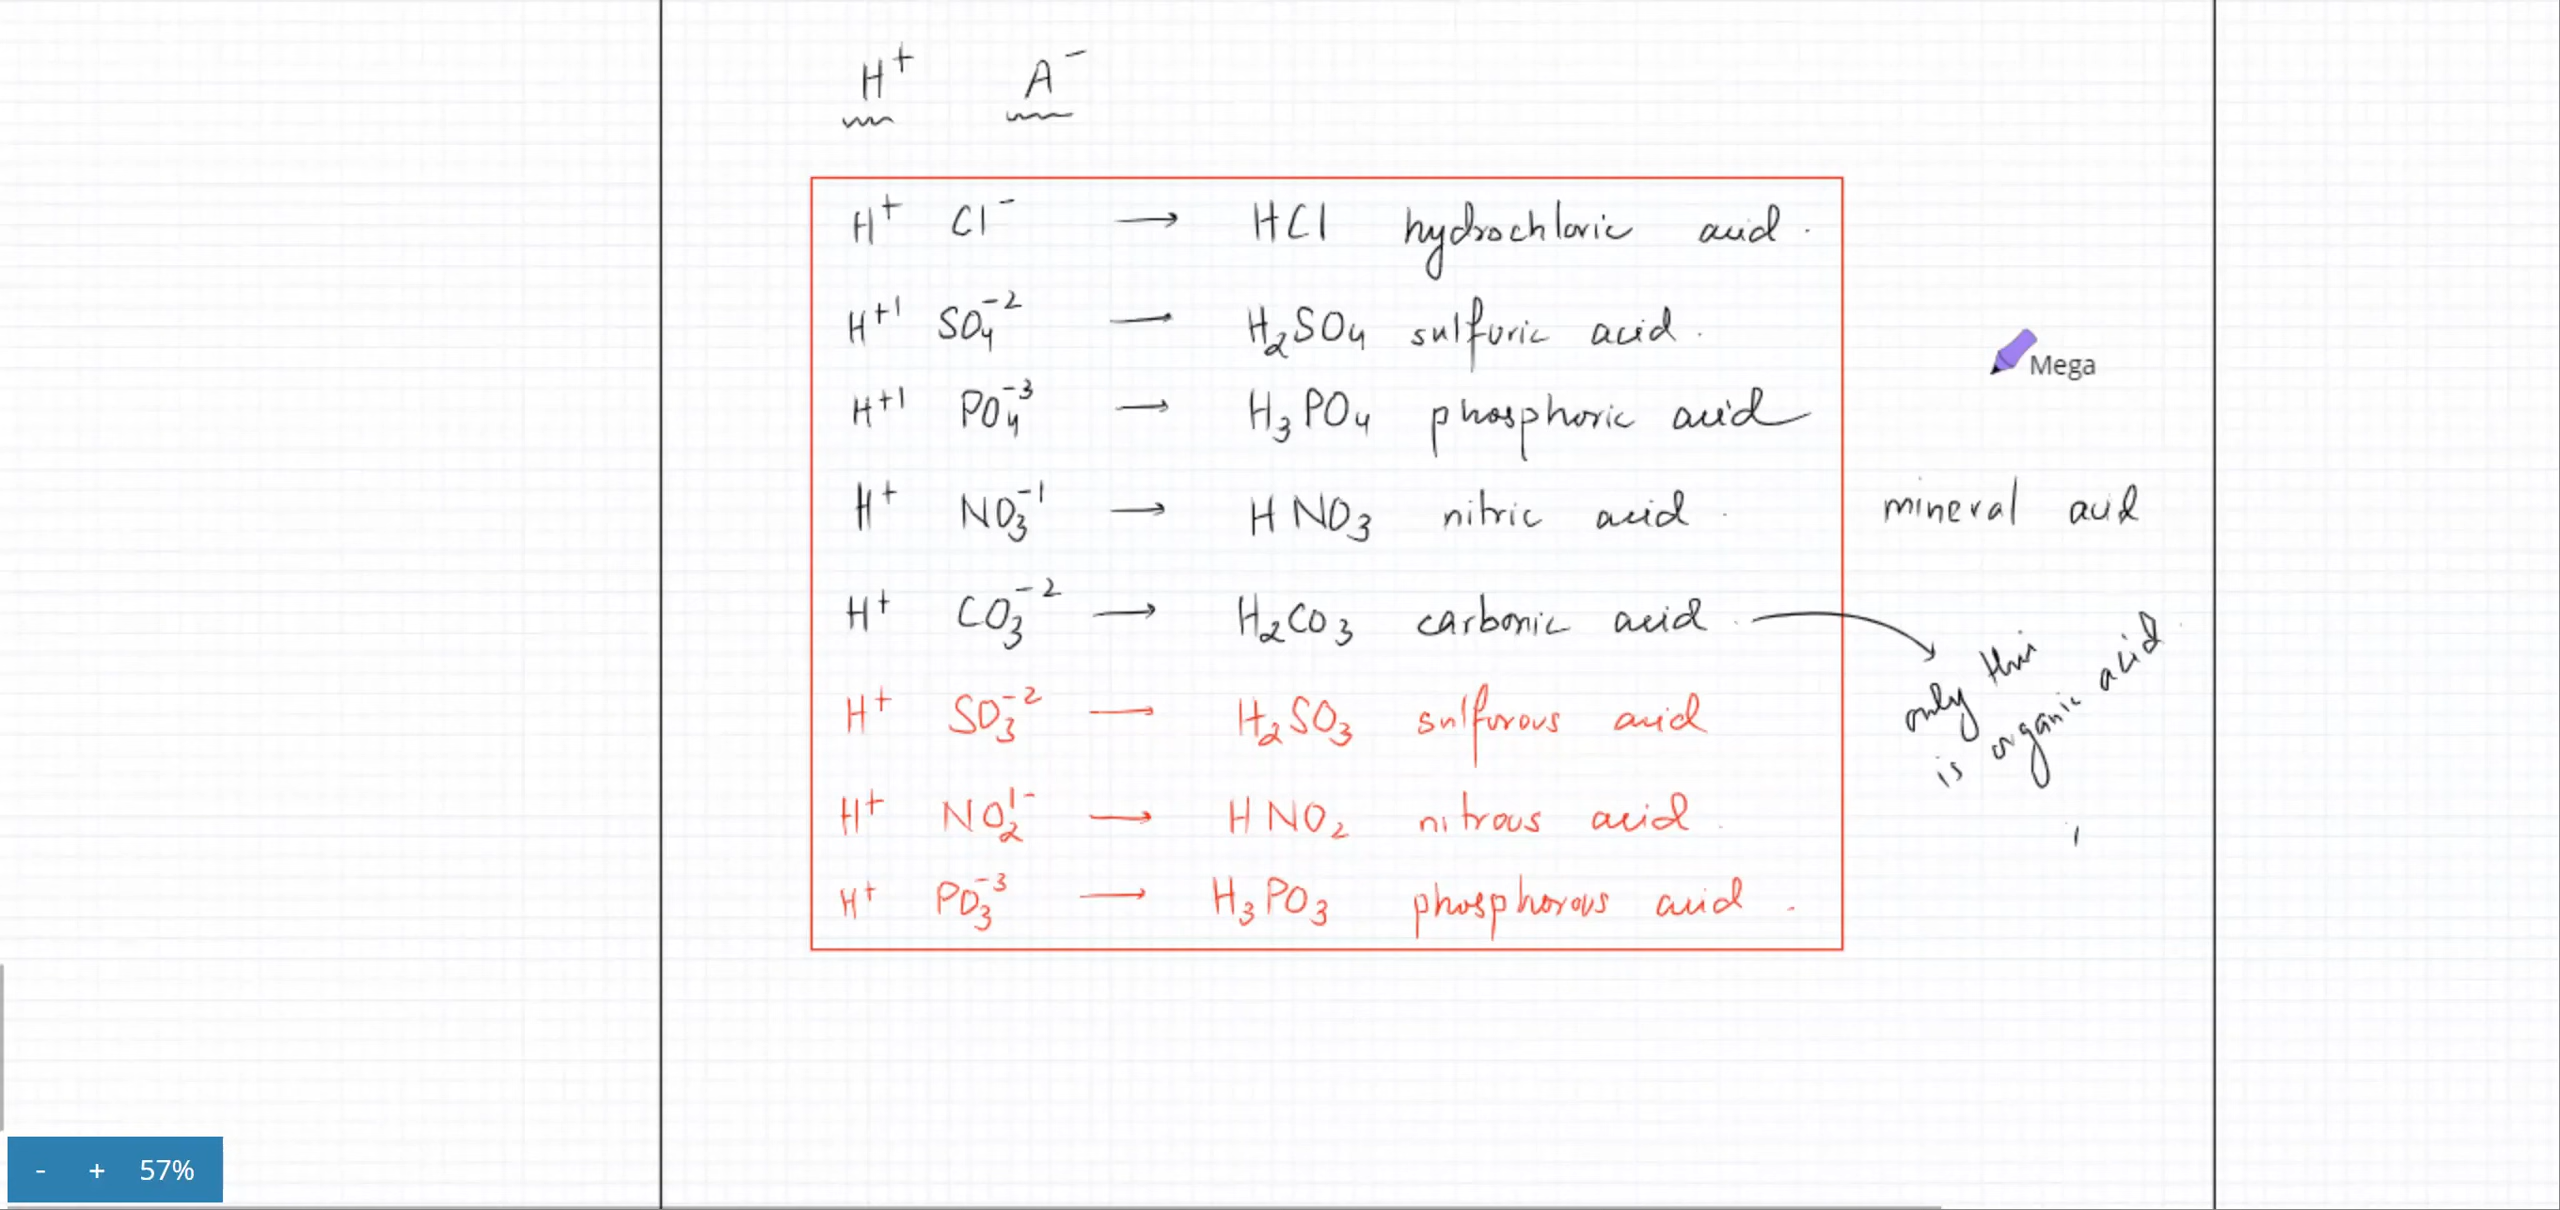 H⁺ A⁻
H⁺ Cl⁻ → HCl hydrochloric acid.
H⁺¹ SO₄⁻² → H₂SO₄ sulfuric acid.
Mega
H⁺¹ PO₄⁻³ → H₃PO₄ phosphoric acid
H⁺ NO₃⁻¹ → HNO₃ nitric acid.
mineral acid
H⁺ CO₃⁻² → H₂CO₃ carbonic acid.
only this
is organic acid
H⁺ SO₃⁻² → H₂SO₃ sulfurous acid
H⁺ NO₂¹⁻ → HNO₂ nitrous acid.
H⁺ PO₃⁻³ → H₃PO₃ phosphorous acid.
- + 57%